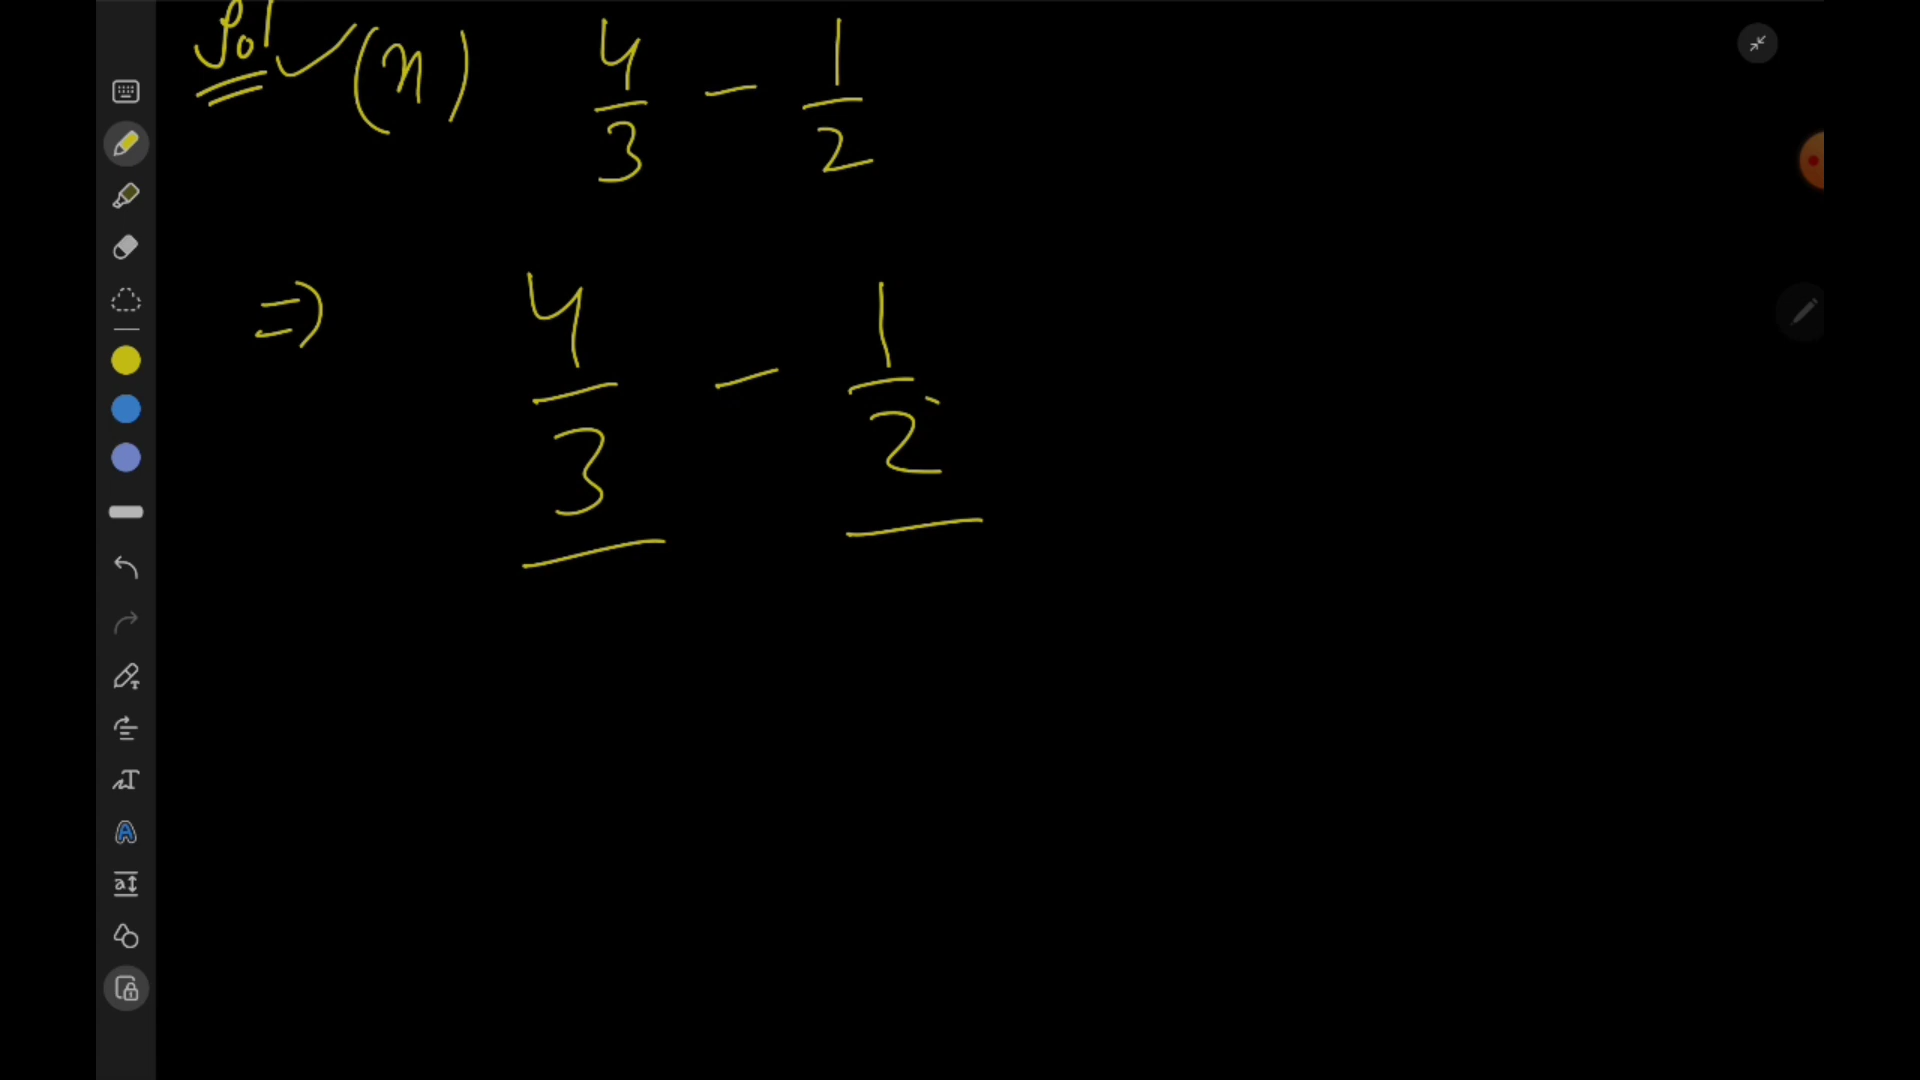 Sol (n) 4/3 - 1/2
⇒ 4/3 - 1/2